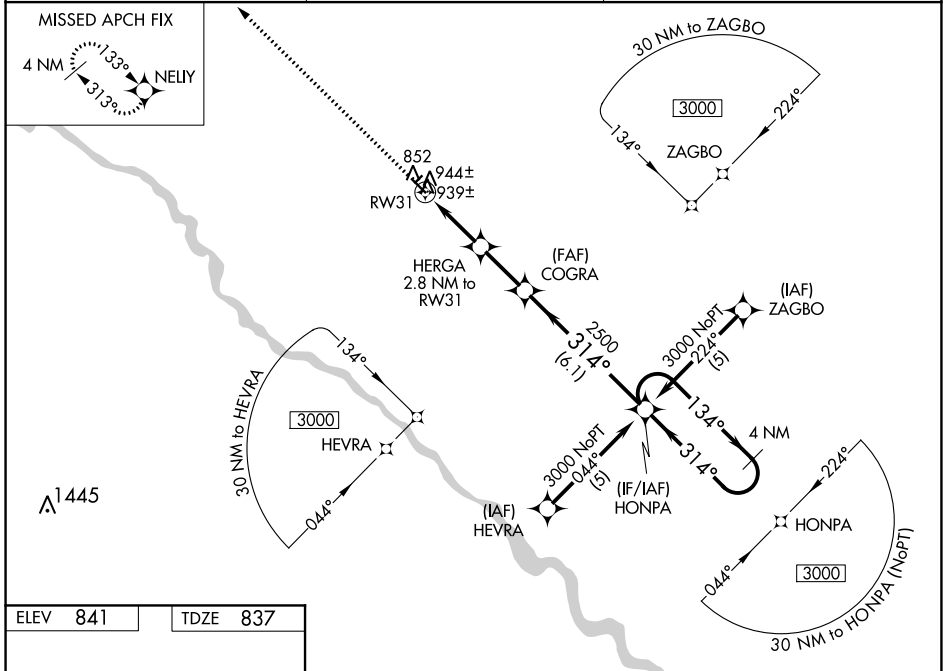 MISSED APCH FIX
4 NM
133°
313°
NELIY
30 NM to ZAGBO
3000
134°
224°
ZAGBO
852
944±
939±
RW31
HERGA
2.8 NM to
RW31
(FAF)
COGRA
2500
314°
(6.1)
(IAF)
ZAGBO
3000 NoPT
224°
(5)
134°
4 NM
314°
3000 NoPT
044°
(5)
(IF/IAF)
HONPA
(IAF)
HEVRA
30 NM to HEVRA
134°
3000
HEVRA
044°
1445
224°
HONPA
044°
3000
30 NM to HONPA (NoPT)
ELEV 841
TDZE 837